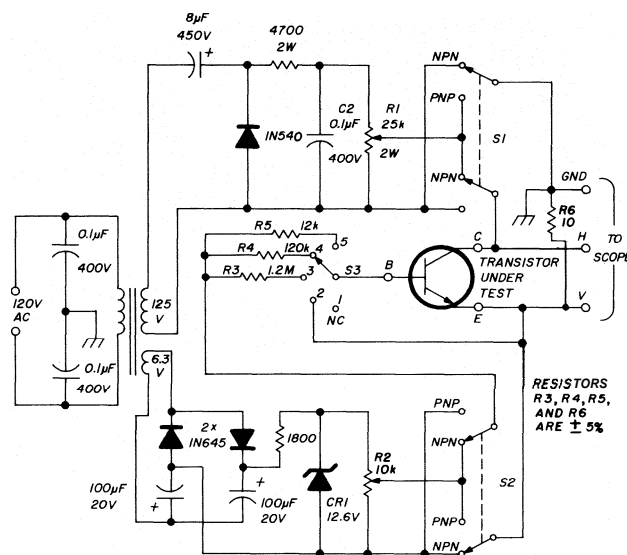 8µF
450V
+
4700
2W
C2
0.1µF
400V
R1
25k
2W
NPN
PNP
NPN
S1
GND
R6
10
TO
SCOPE
H
V
R5
12k
R4
120k
R3
1.2M
5
4
3
2
1
NC
S3
B
C
TRANSISTOR
UNDER
TEST
E
0.1µF
400V
120V
AC
0.1µF
400V
125
V
6.3
V
RESISTORS
R3, R4, R5,
AND R6
ARE ± 5%
2x
1N645
1800
100µF
20V
+
+
100µF
20V
CR1
12.6V
R2
10k
PNP
NPN
PNP
NPN
S2
1N540